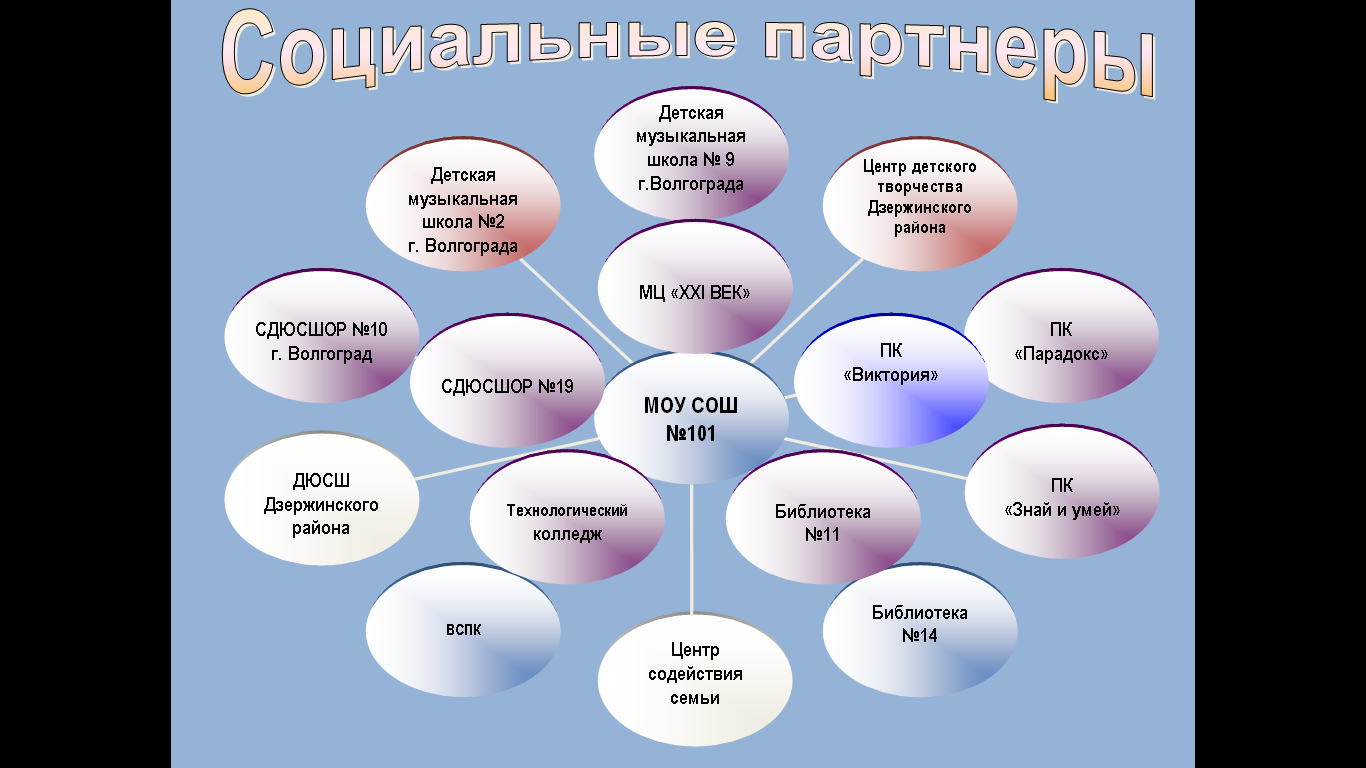 Социальные партнеры
Детская
музыкальная
школа № 9
г.Волгограда
Детская
музыкальная
школа №2
г. Волгограда
Центр детского
творчества
Дзержинского
района
МЦ «XXI ВЕК»
СДЮСШОР №10
г. Волгоград
СДЮСШОР №19
ПК
«Виктория»
ПК
«Парадокс»
МОУ СОШ
№101
ДЮСШ
Дзержинского
района
Технологический
колледж
Библиотека
№11
ПК
«Знай и умей»
ВСПК
Центр
содействия
семьи
Библиотека
№14